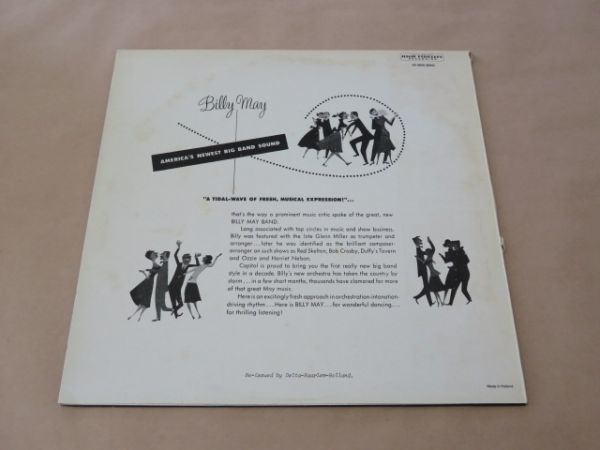 HIGH FIDELITY
Billy May
AMERICA'S NEWEST BIG BAND SOUND
"A TIDAL-WAVE OF FRESH, MUSICAL EXPRESSION!"...
that's the way a prominent music critic spoke of the great, new
BILLY MAY BAND.
Long associated with top circles in music and show business,
Billy was featured with the late Glenn Miller as trumpeter and
arranger...later he was identified as the brilliant composer-
arranger on such shows as Red Skelton, Bob Crosby, Duffy's Tavern
and Ozzie and Harriet Nelson.
Capitol is proud to bring you the first really new big band
style in a decade. Billy's new orchestra has taken the country by
storm...in a few short months, thousands have clamored for more
of that great May music.
Here is an excitingly fresh approach in orchestration-intonation-
driving rhythm...Here is BILLY MAY...for wonderful dancing...
for thrilling listening!
Re-issued by Delta-Haarlem-Holland.
Made in Holland